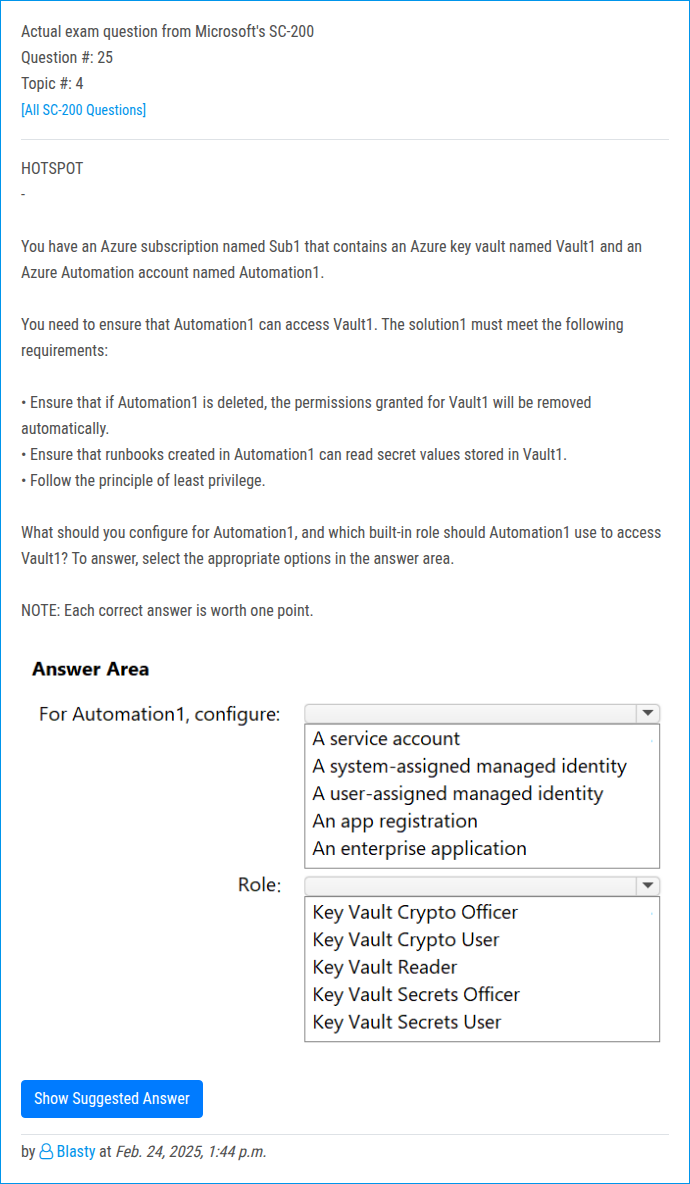 Actual exam question from Microsoft's SC-200
Question #: 25
Topic #: 4
[All SC-200 Questions]
HOTSPOT
-
You have an Azure subscription named Sub1 that contains an Azure key vault named Vault1 and an
Azure Automation account named Automation1.
You need to ensure that Automation1 can access Vault1. The solution1 must meet the following
requirements:
• Ensure that if Automation1 is deleted, the permissions granted for Vault1 will be removed
automatically.
• Ensure that runbooks created in Automation1 can read secret values stored in Vault1.
• Follow the principle of least privilege.
What should you configure for Automation1, and which built-in role should Automation1 use to access
Vault1? To answer, select the appropriate options in the answer area.
NOTE: Each correct answer is worth one point.
Answer Area
For Automation1, configure:
A service account
A system-assigned managed identity
A user-assigned managed identity
An app registration
An enterprise application
Role:
Key Vault Crypto Officer
Key Vault Crypto User
Key Vault Reader
Key Vault Secrets Officer
Key Vault Secrets User
Show Suggested Answer
by Blasty at Feb. 24, 2025, 1:44 p.m.